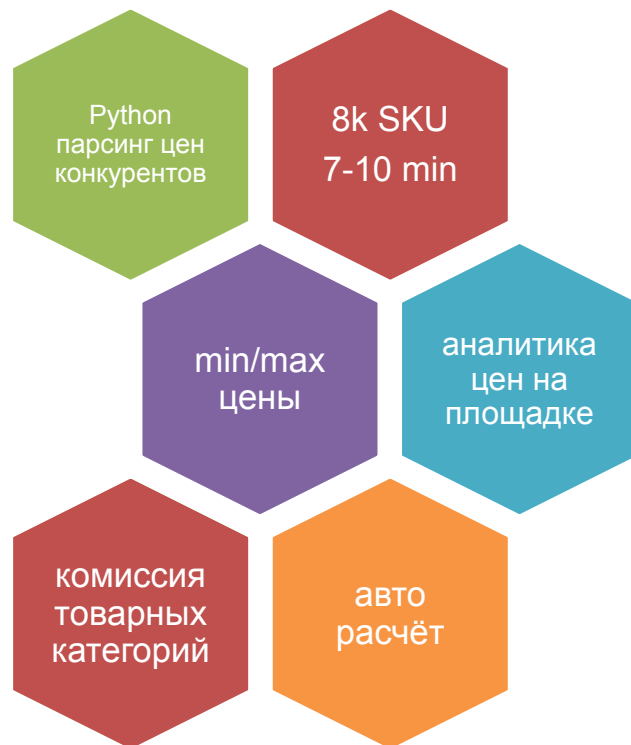 Python
парсинг цен
конкурентов
8k SKU
7-10 min
min/max
цены
аналитика
цен на
площадке
комиссия
товарных
категорий
авто
расчёт